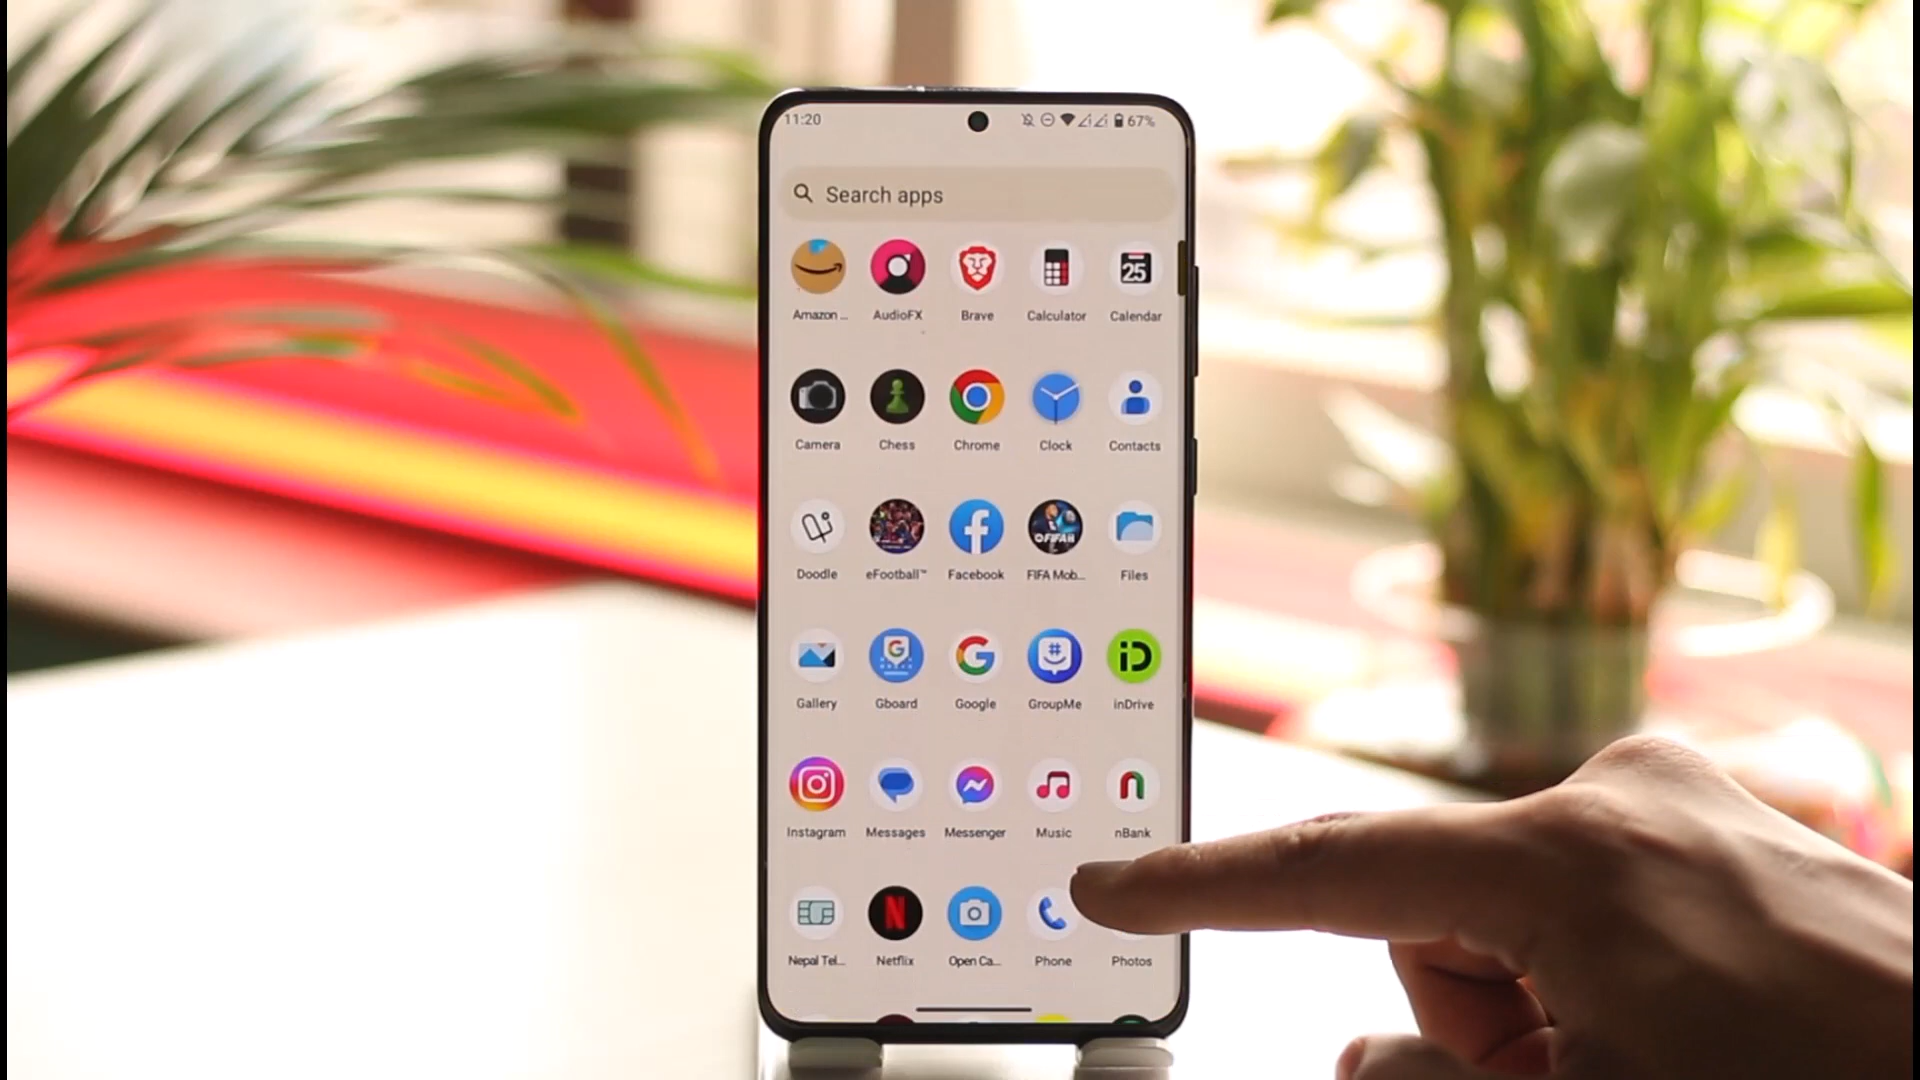 11:20
67%
Search apps
Amazon ...
AudioFX
Brave
Calculator
25
Calendar
Camera
Chess
Chrome
Clock
Contacts
Doodle
eFootball™
Facebook
FIFA
FIFA Mob...
Files
Gallery
G
Gboard
G
Google
#
GroupMe
iD
inDrive
Instagram
Messages
Messenger
Music
n
nBank
Nepal Tel...
N
Netflix
Open Ca...
Phone
Photos